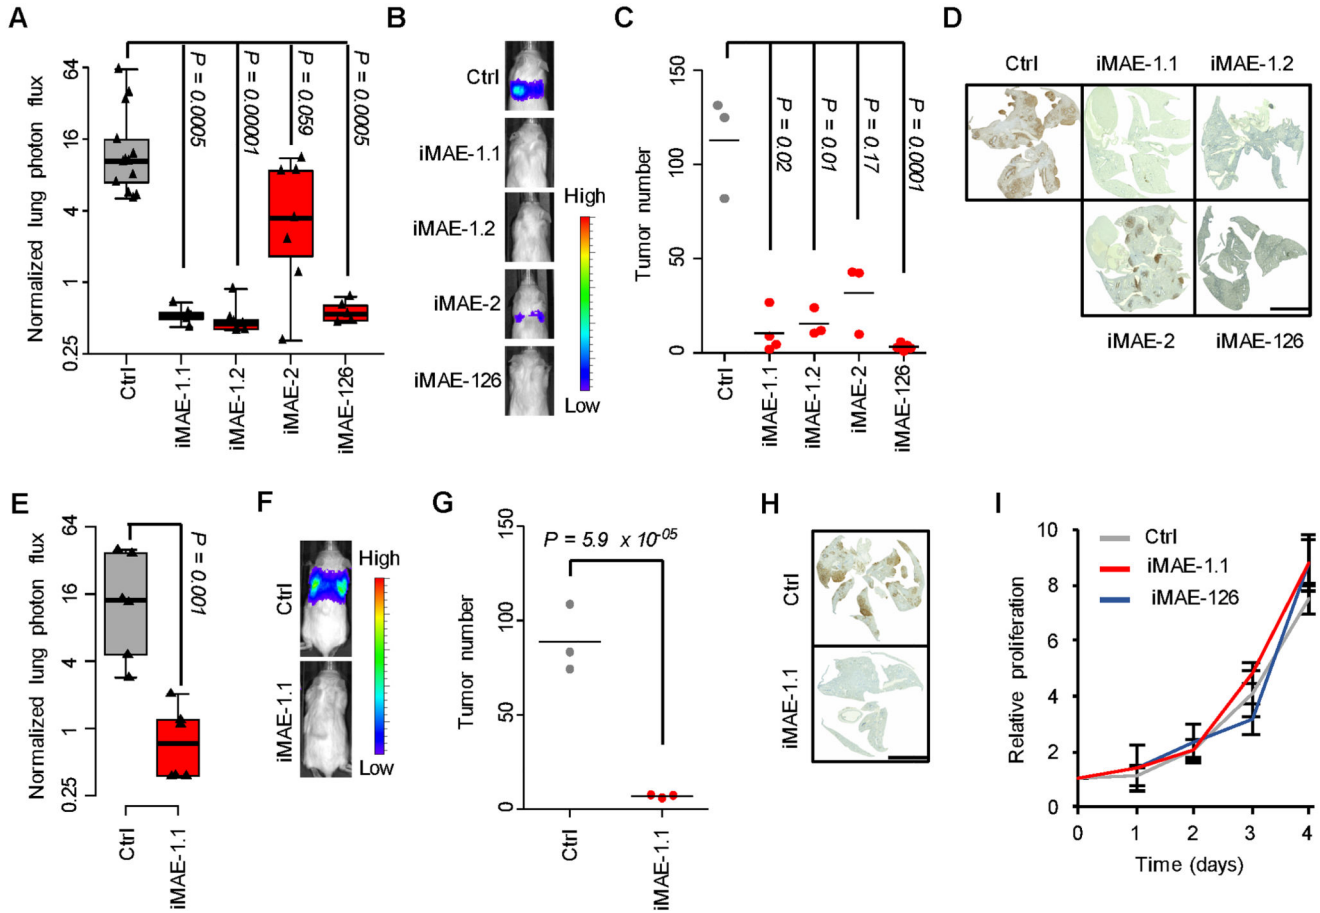 A
Normalized lung photon flux
64
16
4
1
0.25
P = 0.0005
P = 0.00001
P = 0.059
P = 0.0005
Ctrl
iMAE-1.1
iMAE-1.2
iMAE-2
iMAE-126
B
Ctrl
iMAE-1.1
iMAE-1.2
iMAE-2
iMAE-126
High
Low
C
Tumor number
150
100
50
0
P = 0.02
P = 0.01
P = 0.17
P = 0.0001
Ctrl
iMAE-1.1
iMAE-1.2
iMAE-2
iMAE-126
D
Ctrl
iMAE-1.1
iMAE-1.2
iMAE-2
iMAE-126
E
Normalized lung photon flux
64
16
4
1
0.25
P = 0.001
Ctrl
iMAE-1.1
F
Ctrl
iMAE-1.1
High
Low
G
Tumor number
150
100
50
0
P = 5.9 x 10-05
Ctrl
iMAE-1.1
H
Ctrl
iMAE-1.1
I
Relative proliferation
10
8
6
4
2
0
Ctrl
iMAE-1.1
iMAE-126
0 1 2 3 4
Time (days)